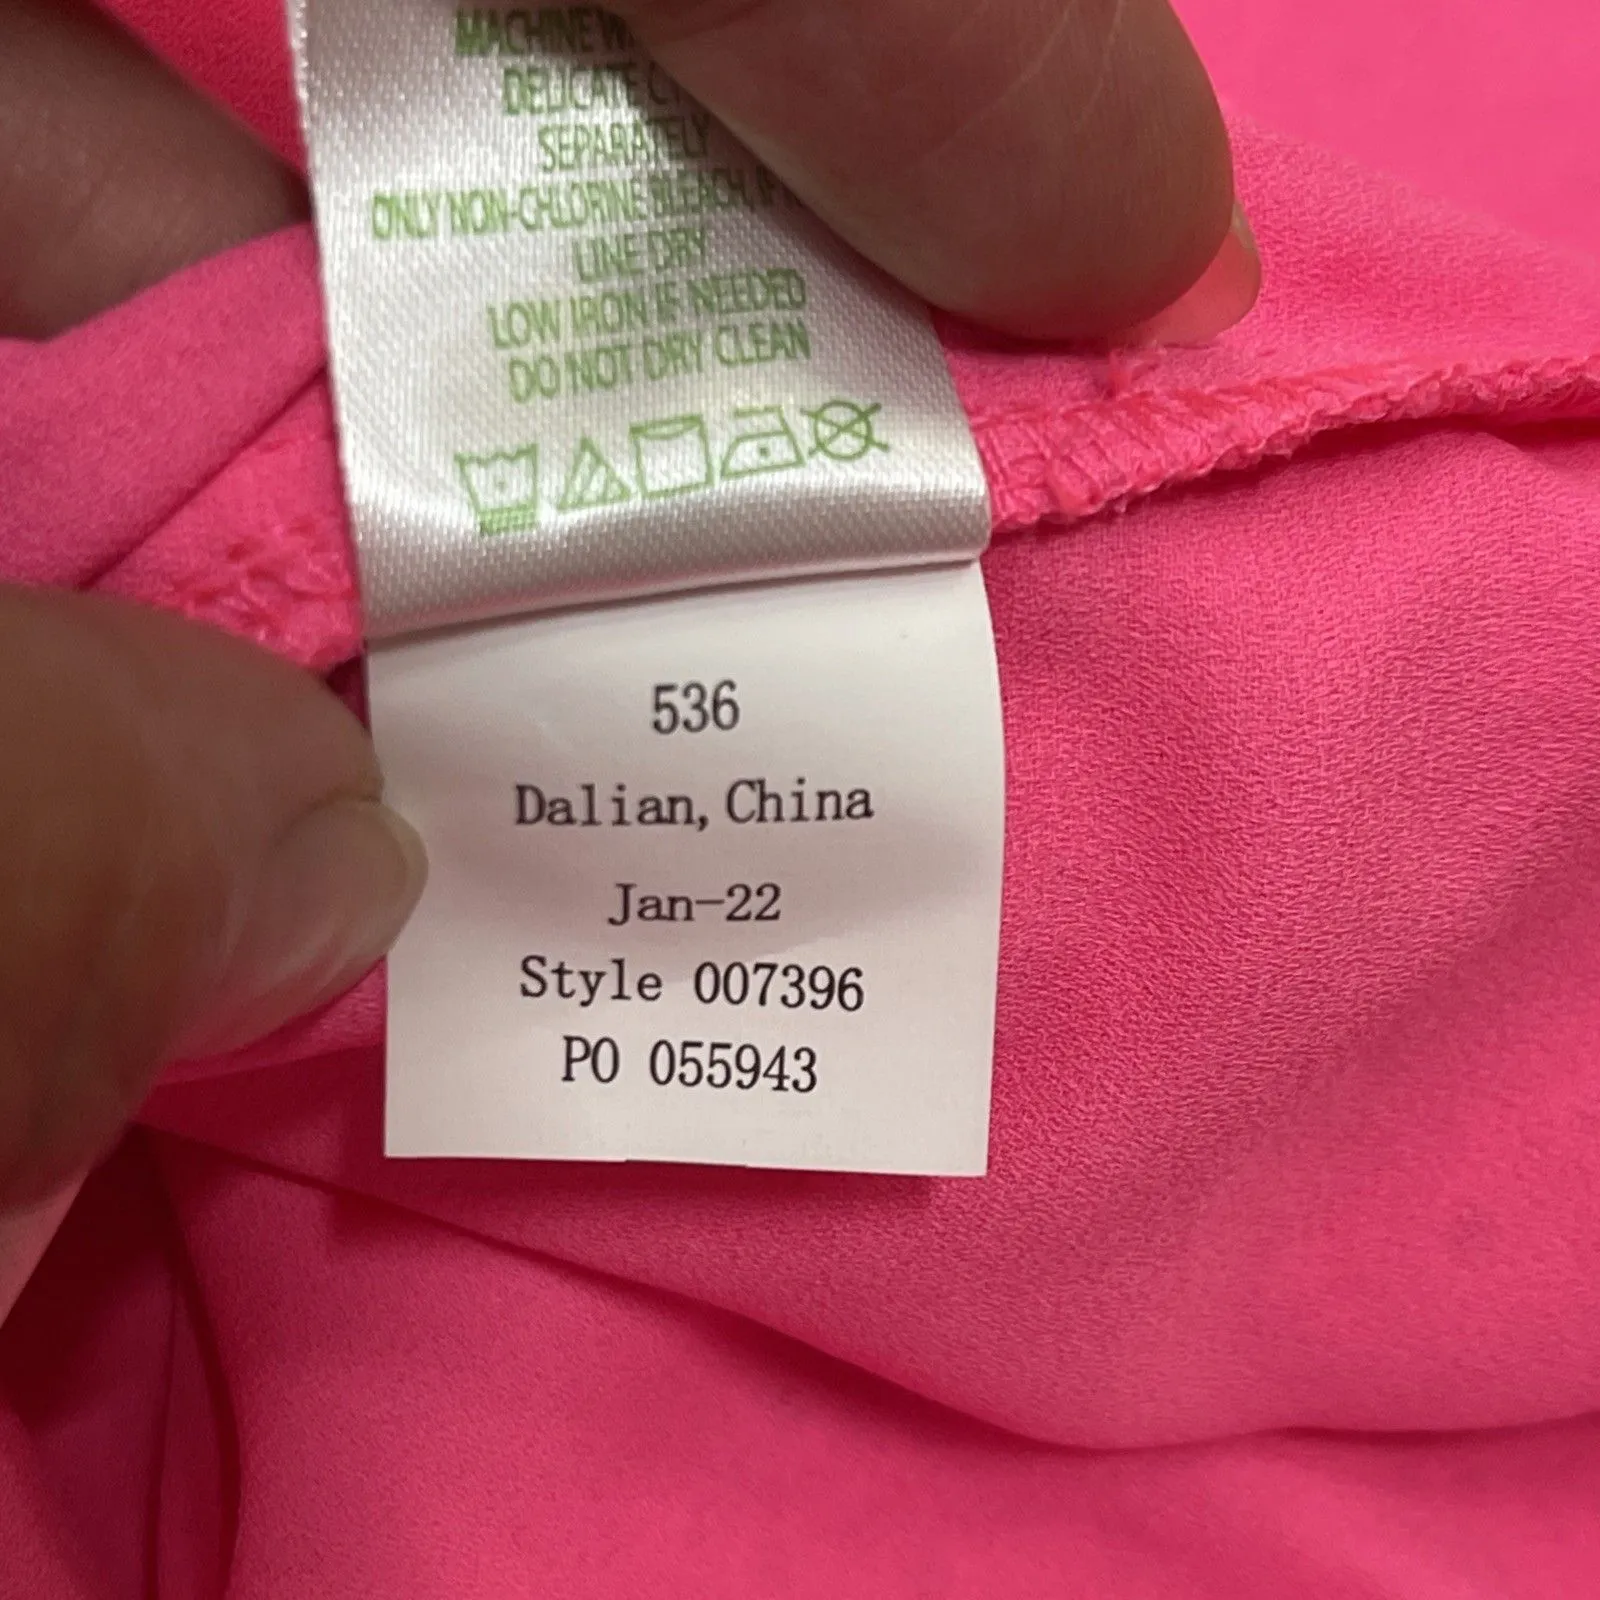 MACHINE
DELICATE
SEPARATELY
ONLY NON-CHLORINE BLEACH IF
LINE DRY
LOW IRON IF NEEDED
DO NOT DRY CLEAN
536
Dalian, China
Jan-22
Style 007396
PO 055943